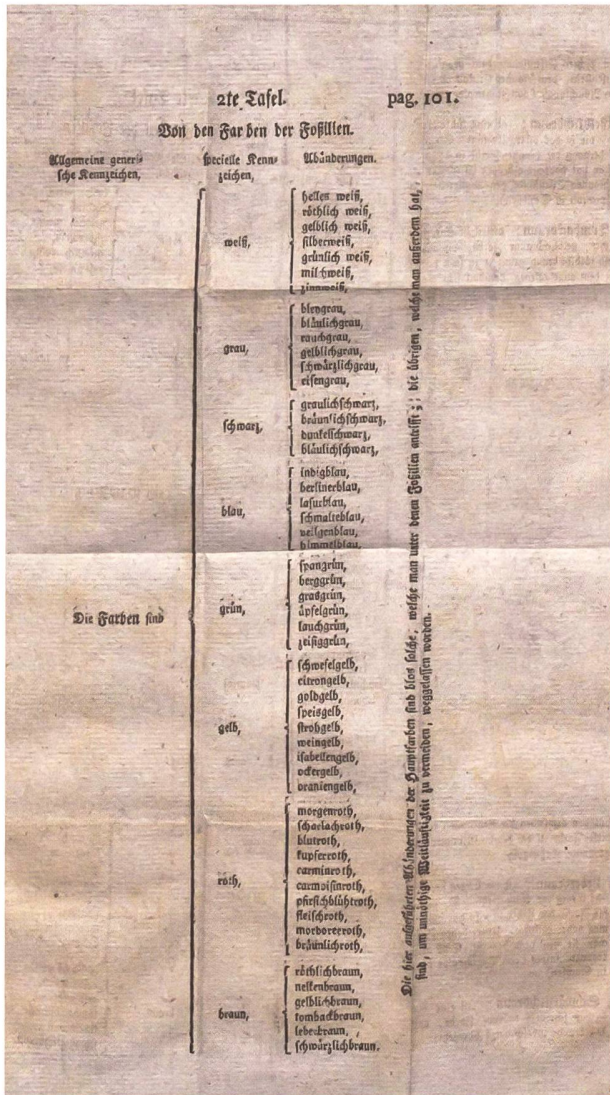 2te Tafel. pag. 101.
Von den Farben der Foßilien.
Allgemeine generi-
sche Kennzeichen,
specielle Kenn-
zeichen,
Abänderungen.
Die Farben sind
weiß,
helles weiß,
röthlich weiß,
gelblich weiß,
silberweiß,
grünlich weiß,
milchweiß,
zinnweiß,
grau,
bleygrau,
bläulichgrau,
rauchgrau,
gelblichgrau,
schwärzlichgrau,
eisengrau,
schwarz,
graulichschwarz,
bräunlichschwarz,
dunkelschwarz,
bläulichschwarz,
blau,
indigblau,
berlinerblau,
lasurblau,
schmalteblau,
veilgenblau,
himmelblau,
grün,
spangrün,
berggrün,
grasgrün,
äpfelgrün,
lauchgrün,
zeisiggrün,
gelb,
schwefelgelb,
citrongelb,
goldgelb,
speisgelb,
strohgelb,
weingelb,
isabellengelb,
ockergelb,
oraniengelb,
roth,
morgenroth,
scharlachroth,
blutroth,
kupferroth,
carminroth,
carmoisinroth,
pfirsichblühtroth,
fleischroth,
mordoreeroth,
bräunlichroth,
braun,
röthlichbraun,
nelkenbraun,
gelblichbraun,
tombackbraun,
leberbraun,
schwärzlichbraun.
Die hier aufgeführten Abänderungen der Hauptfarben sind blos solche, welche man unter denen Foßilien antrifft; die übrigen, welche man außerdem hat,
sind, um unnöthige Weitläuftigkeit zu vermeiden, weggelassen worden.